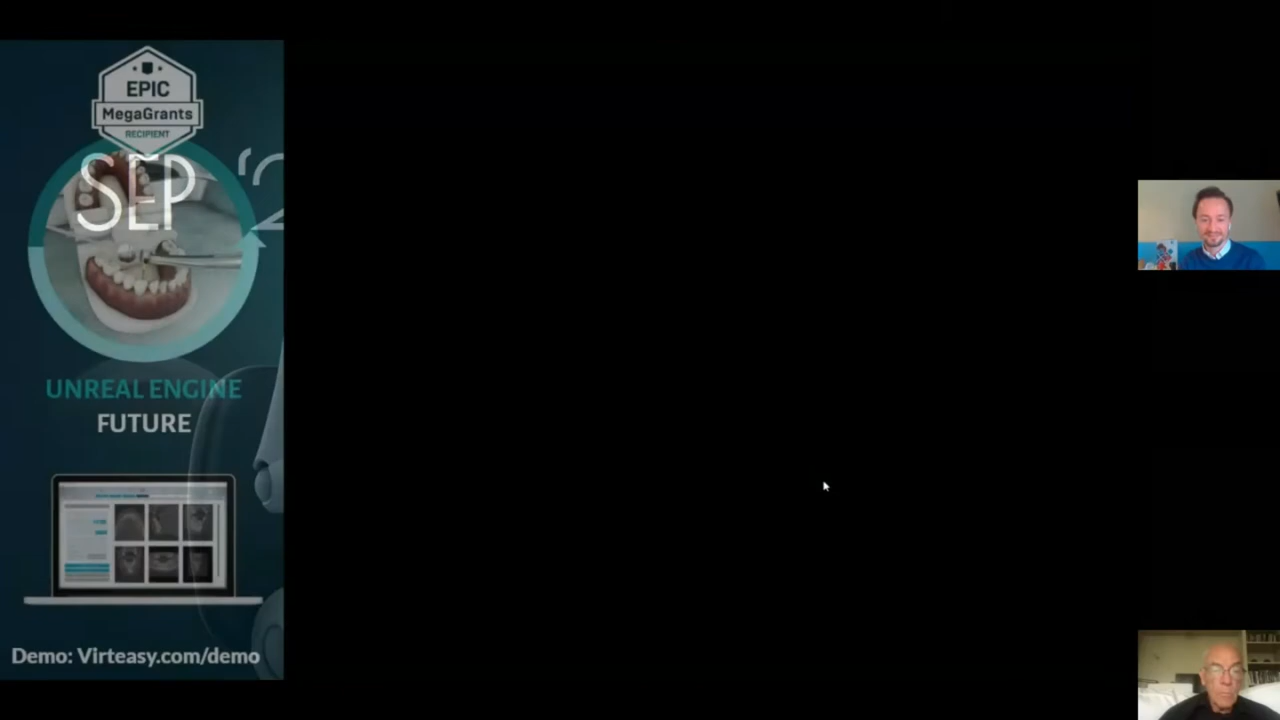 EPIC
MegaGrants
RECIPIENT
SEP
UNREAL ENGINE
FUTURE
Demo: Virteasy.com/demo